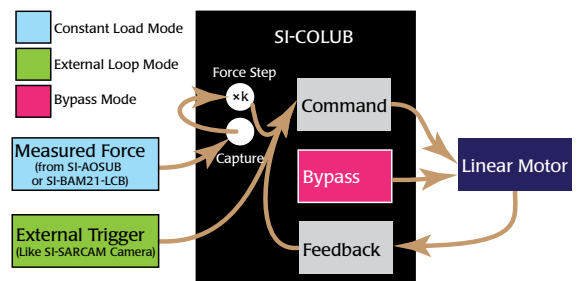 Constant Load Mode
External Loop Mode
Bypass Mode
SI-COLUB
Force Step
×k
Capture
Command
Bypass
Feedback
Measured Force
(from SI-AOSUB
or SI-BAM21-LCB)
External Trigger
(Like SI-SARCAM Camera)
Linear Motor